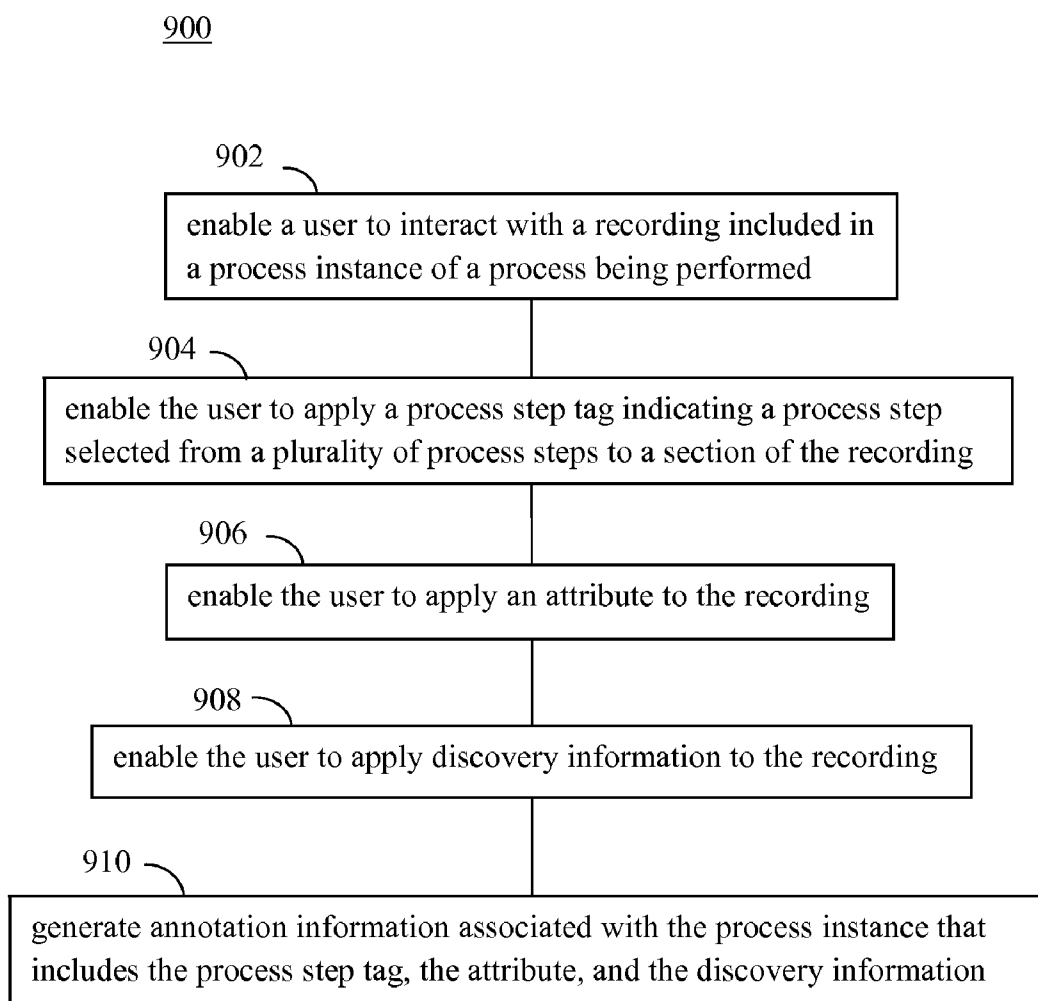 900
902
enable a user to interact with a recording included in
a process instance of a process being performed
904
enable the user to apply a process step tag indicating a process step
selected from a plurality of process steps to a section of the recording
906
enable the user to apply an attribute to the recording
908
enable the user to apply discovery information to the recording
910
generate annotation information associated with the process instance that
includes the process step tag, the attribute, and the discovery information